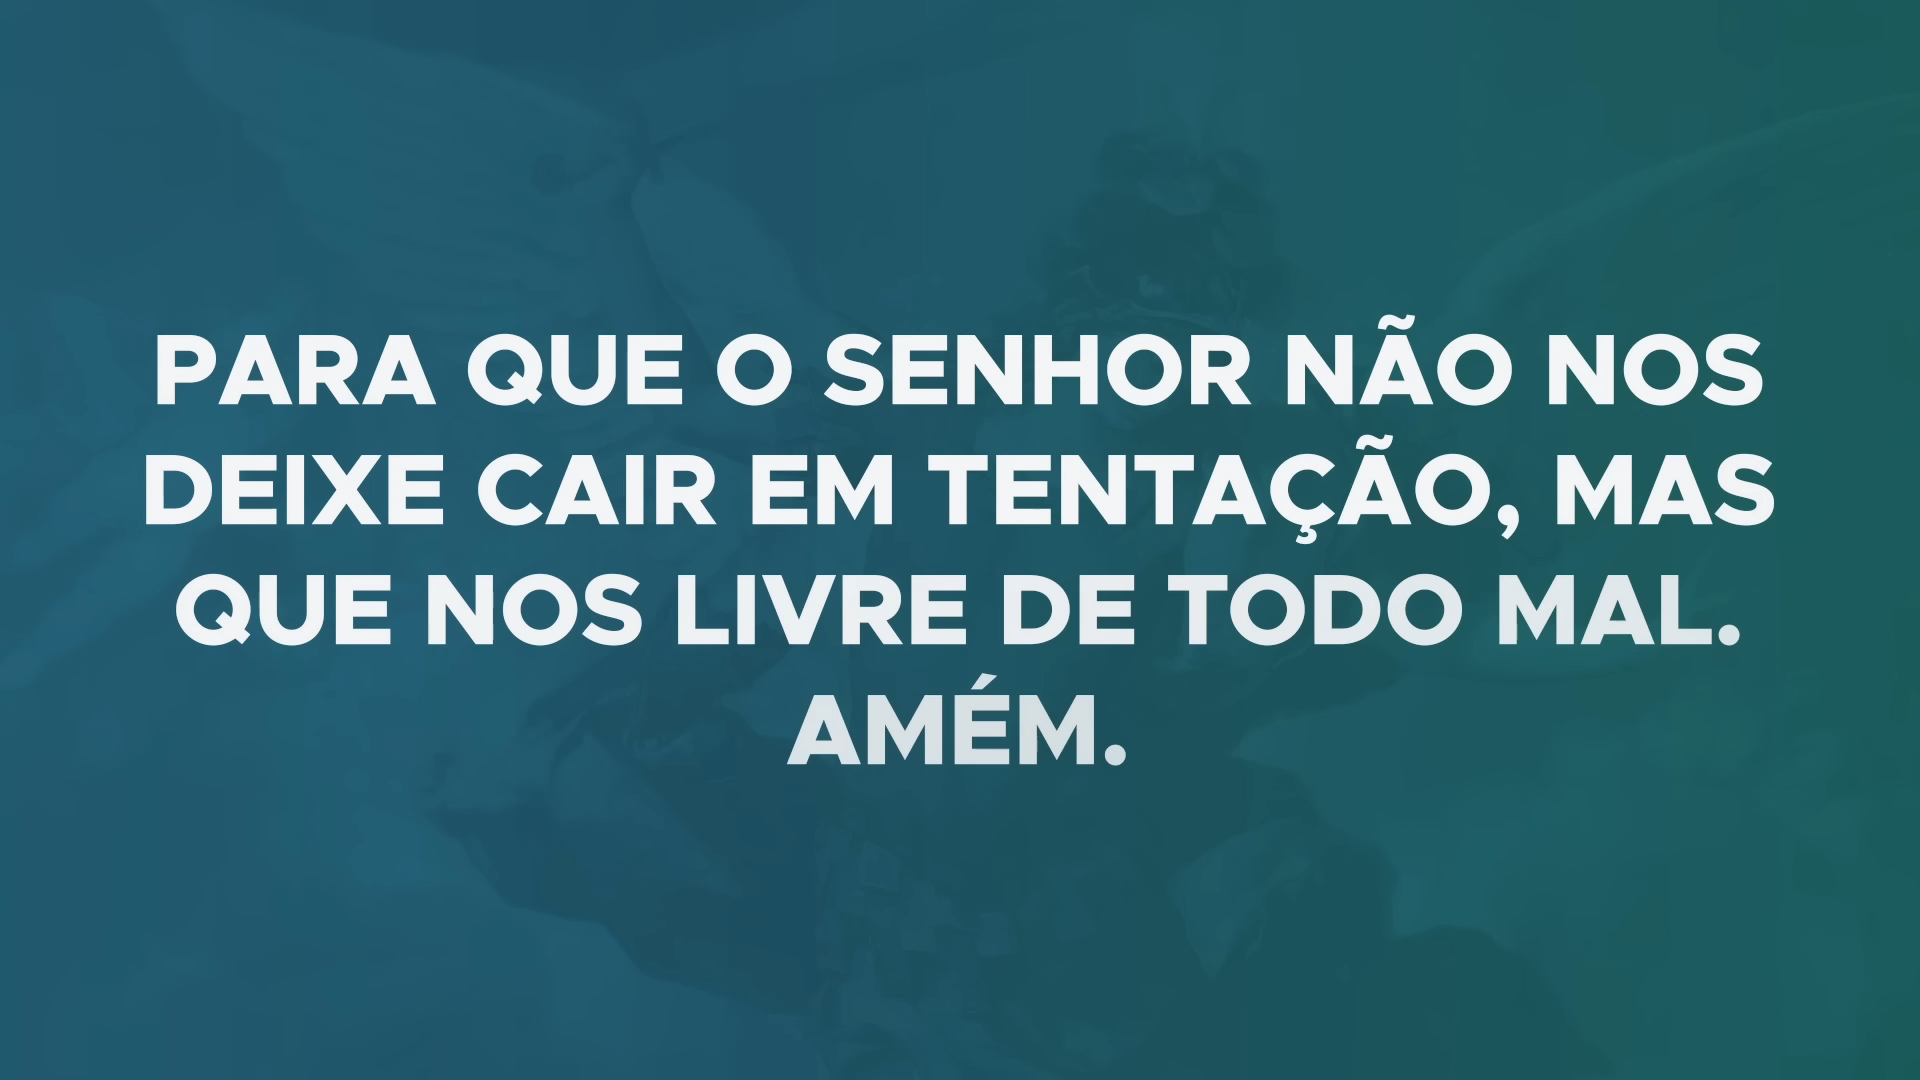 PARA QUE O SENHOR NÃO NOS
DEIXE CAIR EM TENTAÇÃO, MAS
QUE NOS LIVRE DE TODO MAL.
AMÉM.